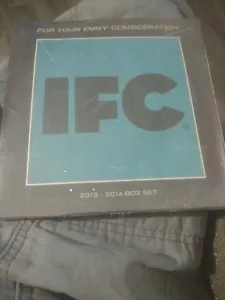 FOR YOUR EMMY® CONSIDERATION
IFC®
2013 - 2014 BOX SET